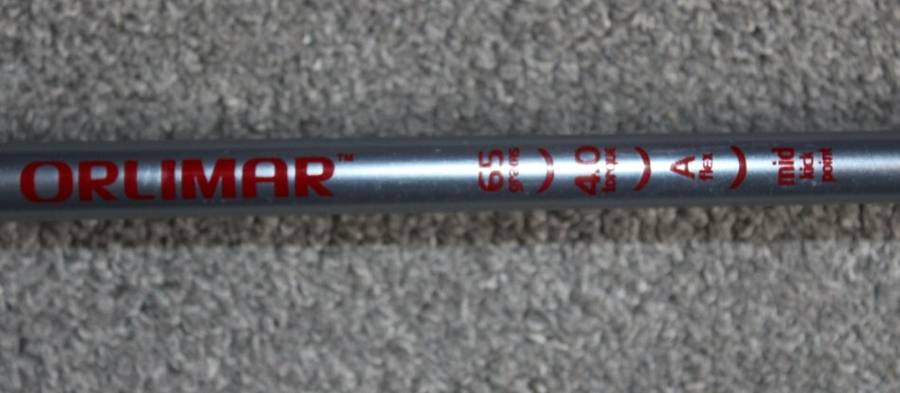 ORLIMAR™
65
grams
4.0
torque
A
flex
mid
kick
point